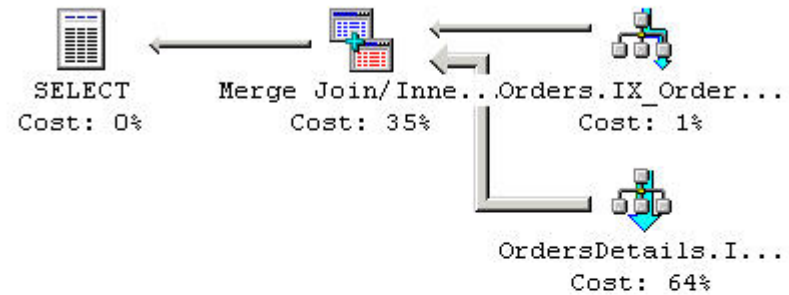 SELECT
Cost: 0%
Merge Join/Inne...
Cost: 35%
Orders.IX_Order...
Cost: 1%
OrdersDetails.I...
Cost: 64%